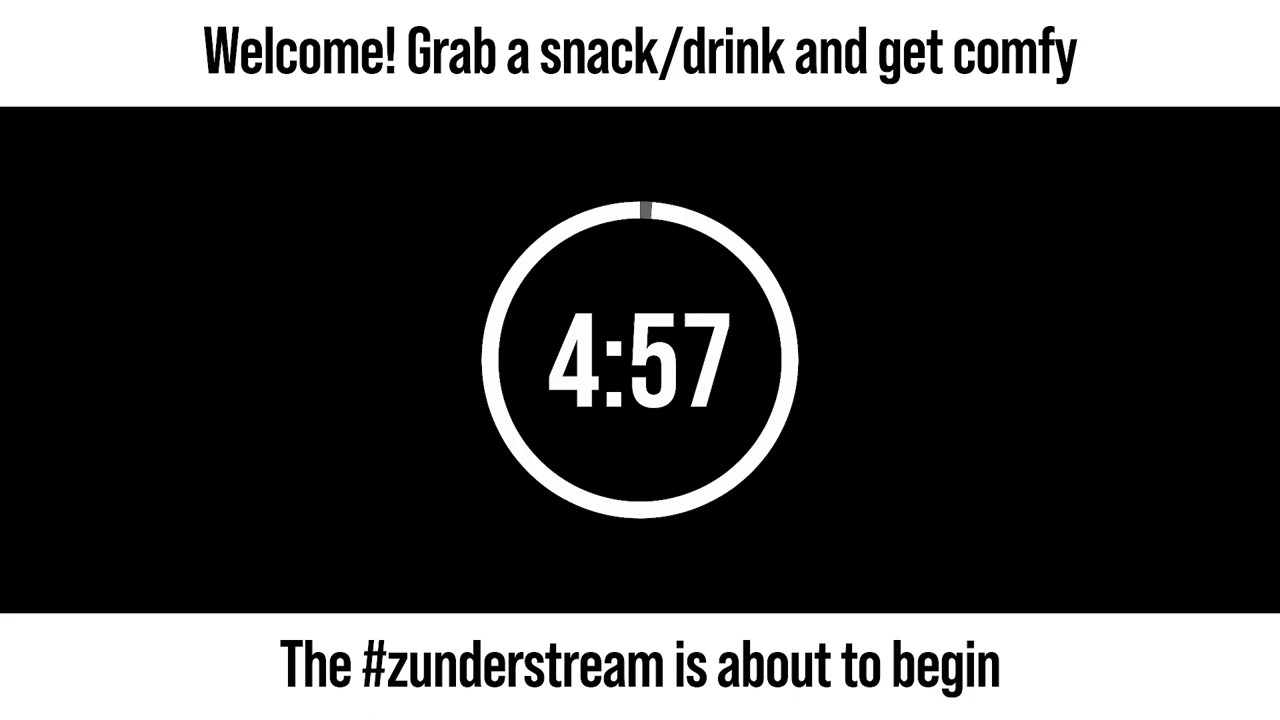 Welcome! Grab a snack/drink and get comfy
4:57
The #zunderstream is about to begin